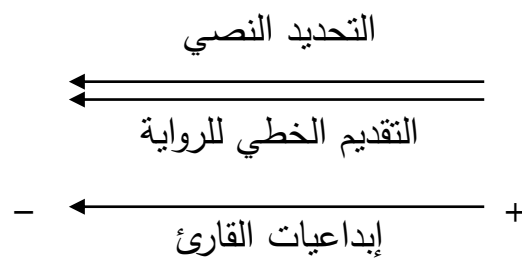 التحديد النصي
التقديم الخطي للرواية
+ −
إبداعيات القارئ